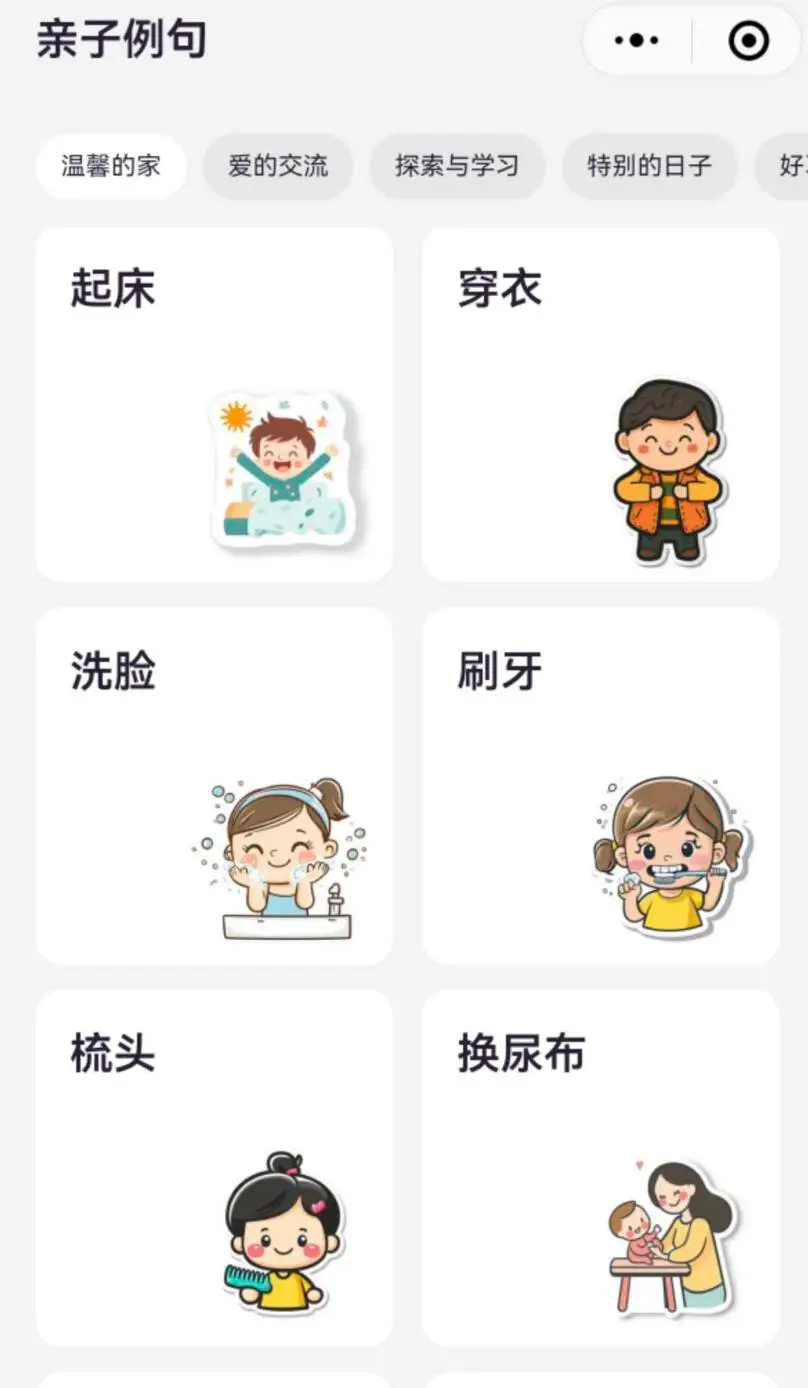 亲子例句
温馨的家 爱的交流 探索与学习 特别的日子 好
起床 穿衣
洗脸 刷牙
梳头 换尿布